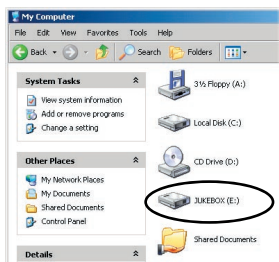 My Computer
File Edit View Favorites Tools Help
Back Search Folders
System Tasks
View system information
Add or remove programs
Change a setting
Other Places
My Network Places
My Documents
Shared Documents
Control Panel
Details
3½ Floppy (A:)
Local Disk (C:)
CD Drive (D:)
JUKEBOX (E:)
Shared Documents